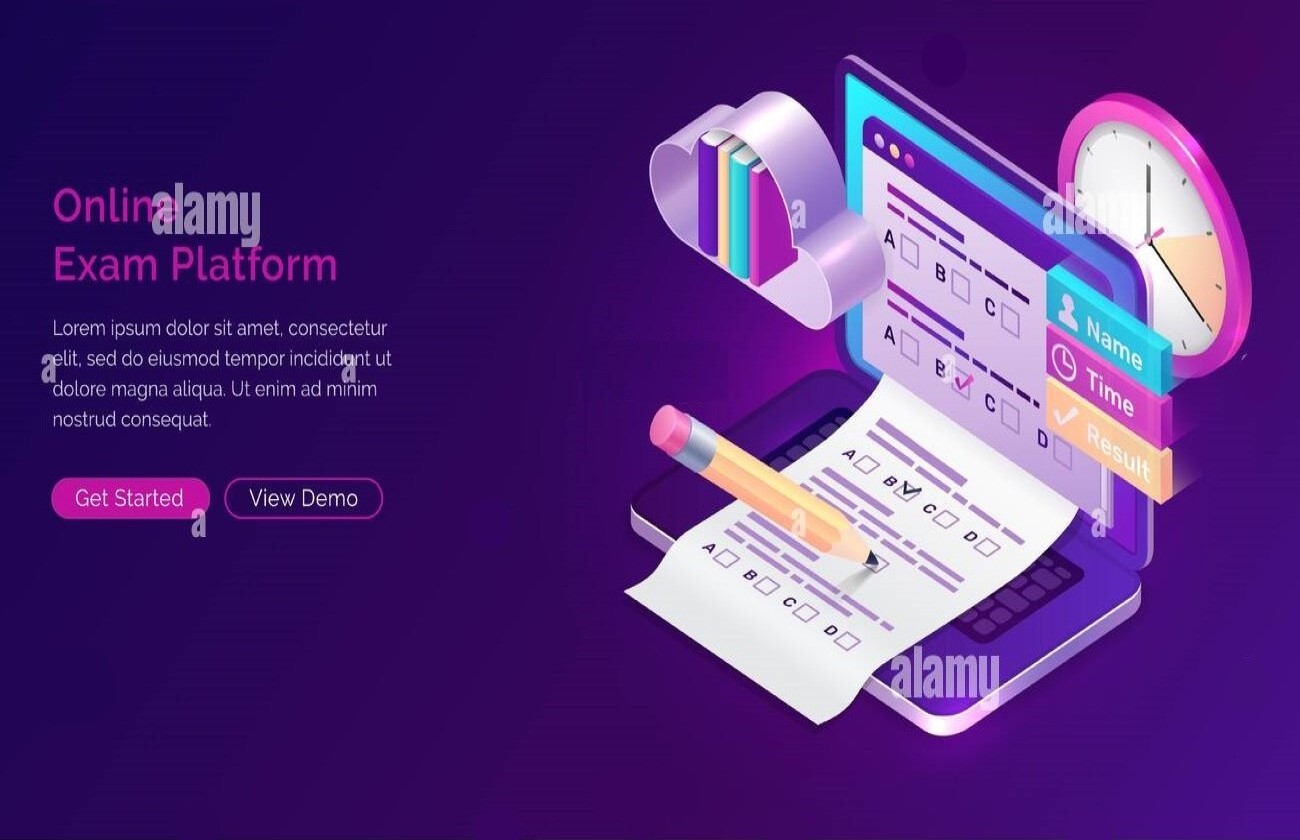 Online
Exam Platform
Lorem ipsum dolor sit amet, consectetur
elit, sed do eiusmod tempor incididunt ut
dolore magna aliqua. Ut enim ad minim
nostrud consequat.
Get Started
View Demo
A
B
C
A
B
C
D
Name
Time
Result
A
B
C
D
A
B
C
D
alamy
alamy
alamy
a
a
a
a
a
a
a